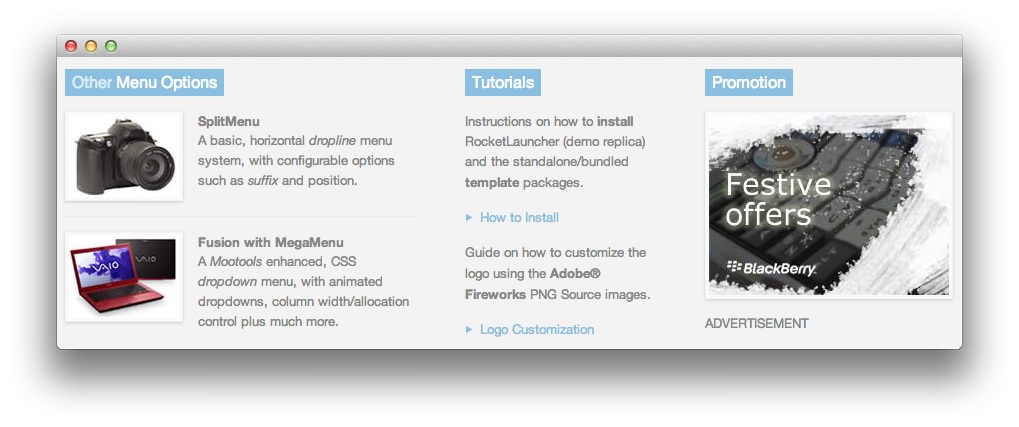 Other Menu Options
SplitMenu
A basic, horizontal dropline menu
system, with configurable options
such as suffix and position.
VAIO
VAIO
Fusion with MegaMenu
A Mootools enhanced, CSS
dropdown menu, with animated
dropdowns, column width/allocation
control plus much more.
Tutorials
Instructions on how to install
RocketLauncher (demo replica)
and the standalone/bundled
template packages.
How to Install
Guide on how to customize the
logo using the Adobe®
Fireworks PNG Source images.
Logo Customization
Promotion
Festive
offers
BlackBerry.
ADVERTISEMENT